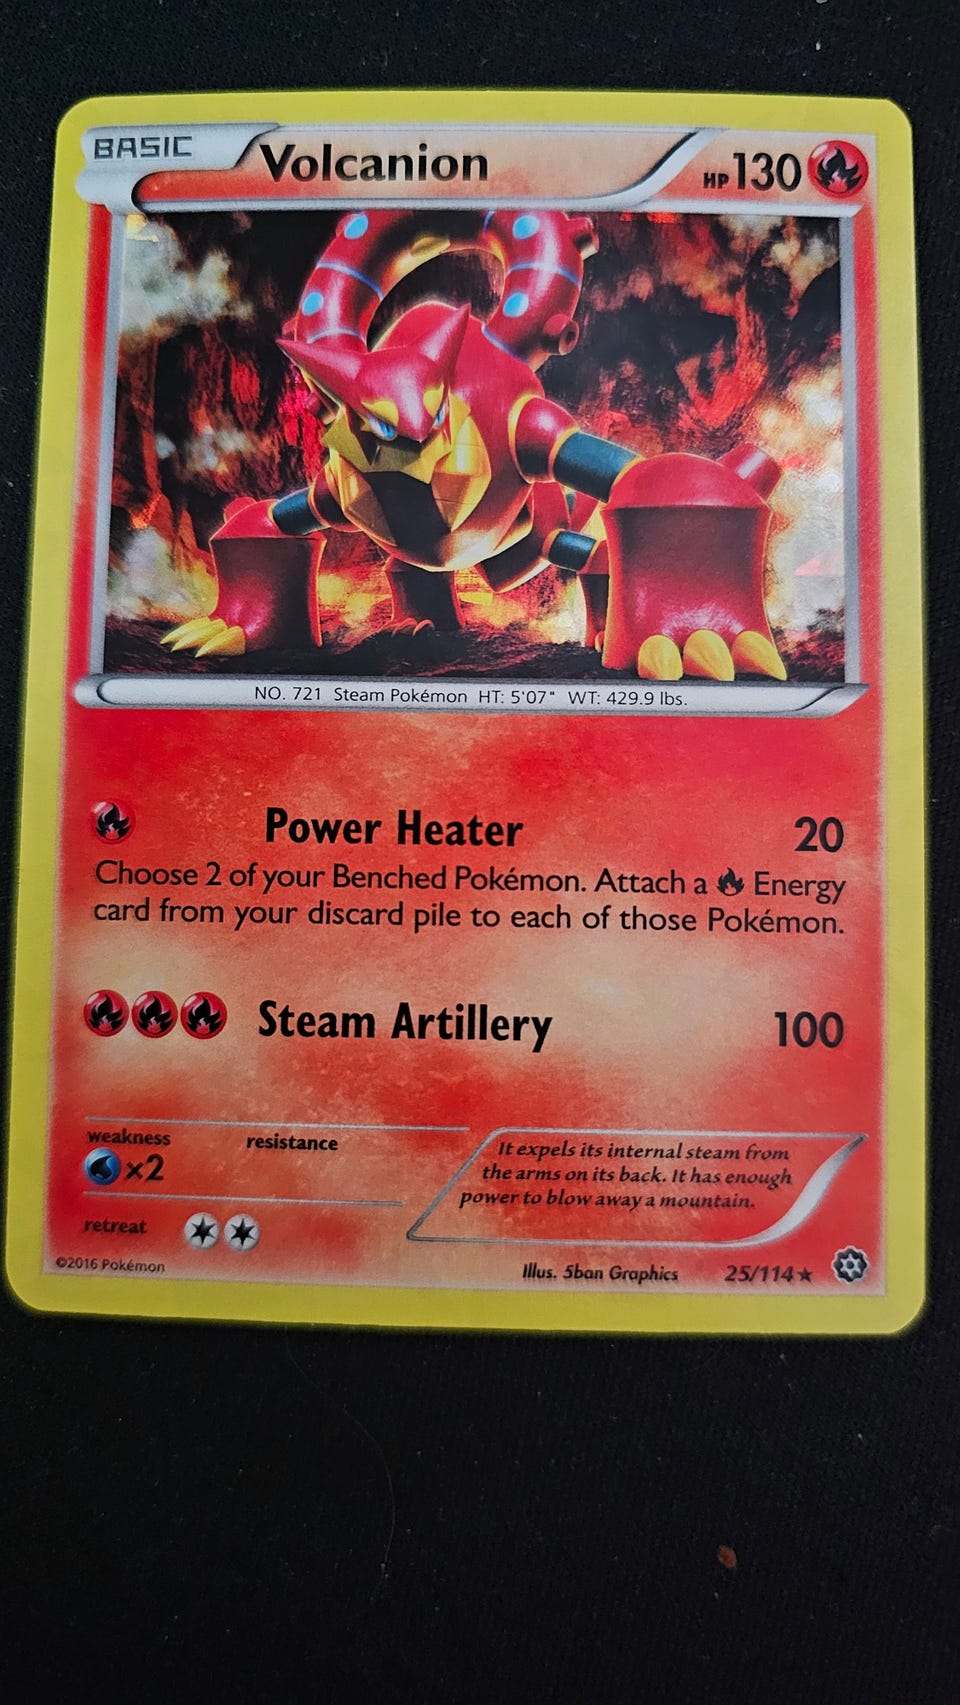 BASIC Volcanion HP 130
NO. 721 Steam Pokémon HT: 5'07" WT: 429.9 lbs.
Power Heater 20
Choose 2 of your Benched Pokémon. Attach a Energy
card from your discard pile to each of those Pokémon.
Steam Artillery 100
weakness resistance
×2
It expels its internal steam from
the arms on its back. It has enough
power to blow away a mountain.
retreat
©2016 Pokémon
Illus. 5ban Graphics 25/114★